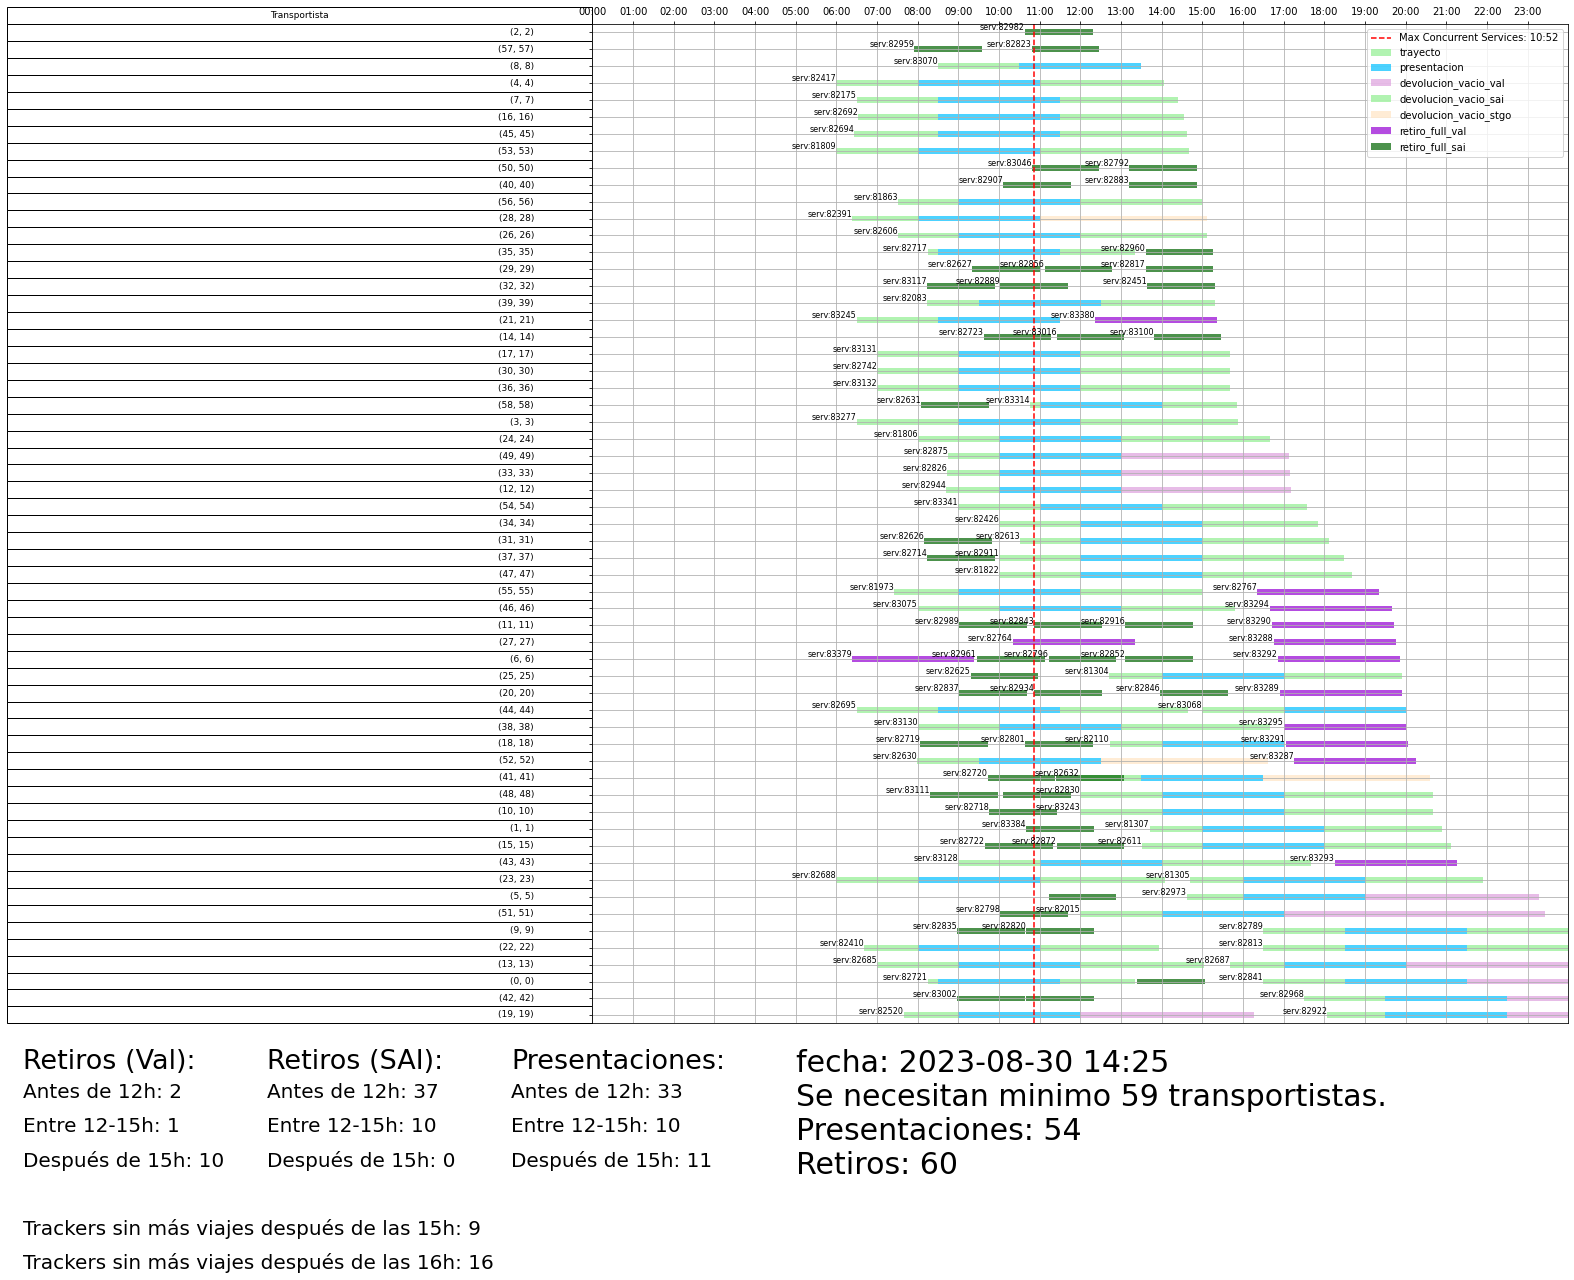 Transportista
00:00 01:00 02:00 03:00 04:00 05:00 06:00 07:00 08:00 09:00 10:00 11:00 12:00 13:00 14:00 15:00 16:00 17:00 18:00 19:00 20:00 21:00 22:00 23:00
Max Concurrent Services: 10:52
trayecto
presentacion
devolucion_vacio_val
devolucion_vacio_sai
devolucion_vacio_stgo
retiro_full_val
retiro_full_sai
(2, 2) serv:82982
(57, 57) serv:82959 serv:82823
(8, 8) serv:83070
(4, 4) serv:82417
(7, 7) serv:82175
(16, 16) serv:82692
(45, 45) serv:82694
(53, 53) serv:81809
(50, 50) serv:83046 serv:82792
(40, 40) serv:82907 serv:82883
(56, 56) serv:81863
(28, 28) serv:82391
(26, 26) serv:82606
(35, 35) serv:82717 serv:82960
(29, 29) serv:82627 serv:82856 serv:82817
(32, 32) serv:83117 serv:82889 serv:82451
(39, 39) serv:82083
(21, 21) serv:83245 serv:83380
(14, 14) serv:82723 serv:83016 serv:83100
(17, 17) serv:83131
(30, 30) serv:82742
(36, 36) serv:83132
(58, 58) serv:82631 serv:83314
(3, 3) serv:83277
(24, 24) serv:81806
(49, 49) serv:82875
(33, 33) serv:82826
(12, 12) serv:82944
(54, 54) serv:83341
(34, 34) serv:82426
(31, 31) serv:82626 serv:82613
(37, 37) serv:82714 serv:82911
(47, 47) serv:81822
(55, 55) serv:81973 serv:82767
(46, 46) serv:83075 serv:83294
(11, 11) serv:82989 serv:82843 serv:82916 serv:83290
(27, 27) serv:82764 serv:83288
(6, 6) serv:83379 serv:82961 serv:82796 serv:82852 serv:83292
(25, 25) serv:82625 serv:81304
(20, 20) serv:82837 serv:82934 serv:82846 serv:83289
(44, 44) serv:82695 serv:83068
(38, 38) serv:83130 serv:83295
(18, 18) serv:82719 serv:82801 serv:82110 serv:83291
(52, 52) serv:82630 serv:83287
(41, 41) serv:82720 serv:82632
(48, 48) serv:83111 serv:82830
(10, 10) serv:82718 serv:83243
(1, 1) serv:83384 serv:81307
(15, 15) serv:82722 serv:82872 serv:82611
(43, 43) serv:83128 serv:83293
(23, 23) serv:82688 serv:81305
(5, 5) serv:82973
(51, 51) serv:82798 serv:82015
(9, 9) serv:82835 serv:82820 serv:82789
(22, 22) serv:82410 serv:82813
(13, 13) serv:82685 serv:82687
(0, 0) serv:82721 serv:82841
(42, 42) serv:83002 serv:82968
(19, 19) serv:82520 serv:82922
Retiros (Val):
Antes de 12h: 2
Entre 12-15h: 1
Después de 15h: 10
Retiros (SAI):
Antes de 12h: 37
Entre 12-15h: 10
Después de 15h: 0
Presentaciones:
Antes de 12h: 33
Entre 12-15h: 10
Después de 15h: 11
fecha: 2023-08-30 14:25
Se necesitan minimo 59 transportistas.
Presentaciones: 54
Retiros: 60
Trackers sin más viajes después de las 15h: 9
Trackers sin más viajes después de las 16h: 16